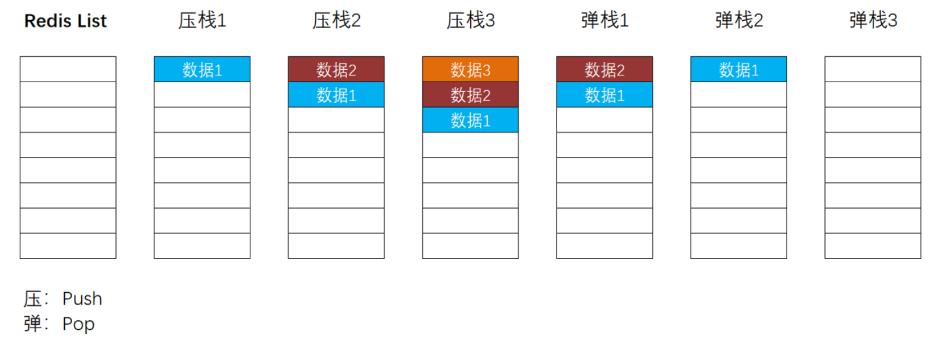 Redis List 压栈1 压栈2 压栈3 弹栈1 弹栈2 弹栈3
数据1 数据2 数据3 数据2 数据1
数据1 数据2 数据1
数据1
压：Push
弹：Pop